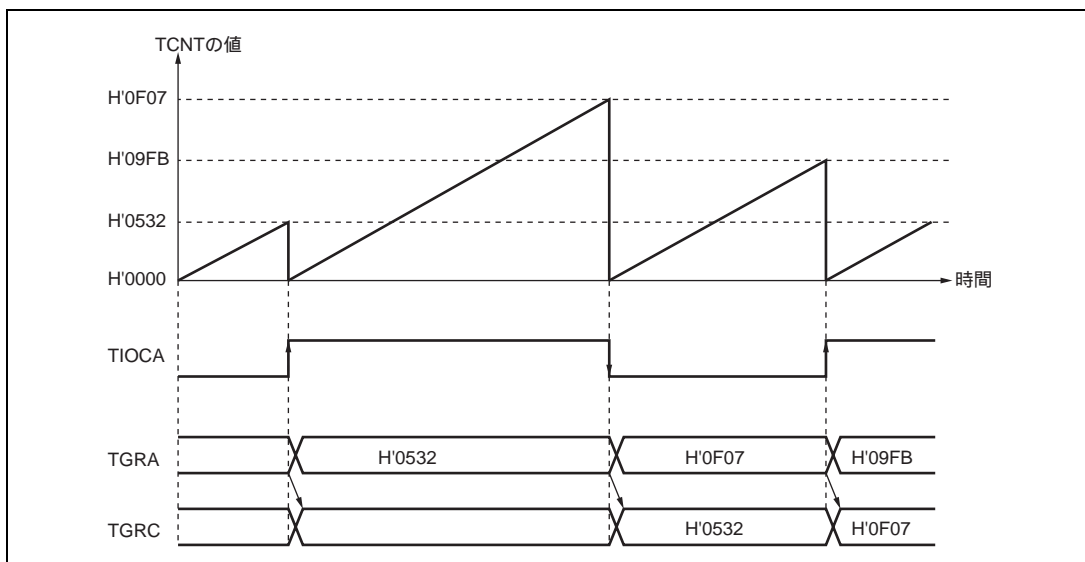 TCNTの値
H'0F07
H'09FB
H'0532
H'0000
時間
TIOCA
TGRA
H'0532
H'0F07
H'09FB
TGRC
H'0532
H'0F07